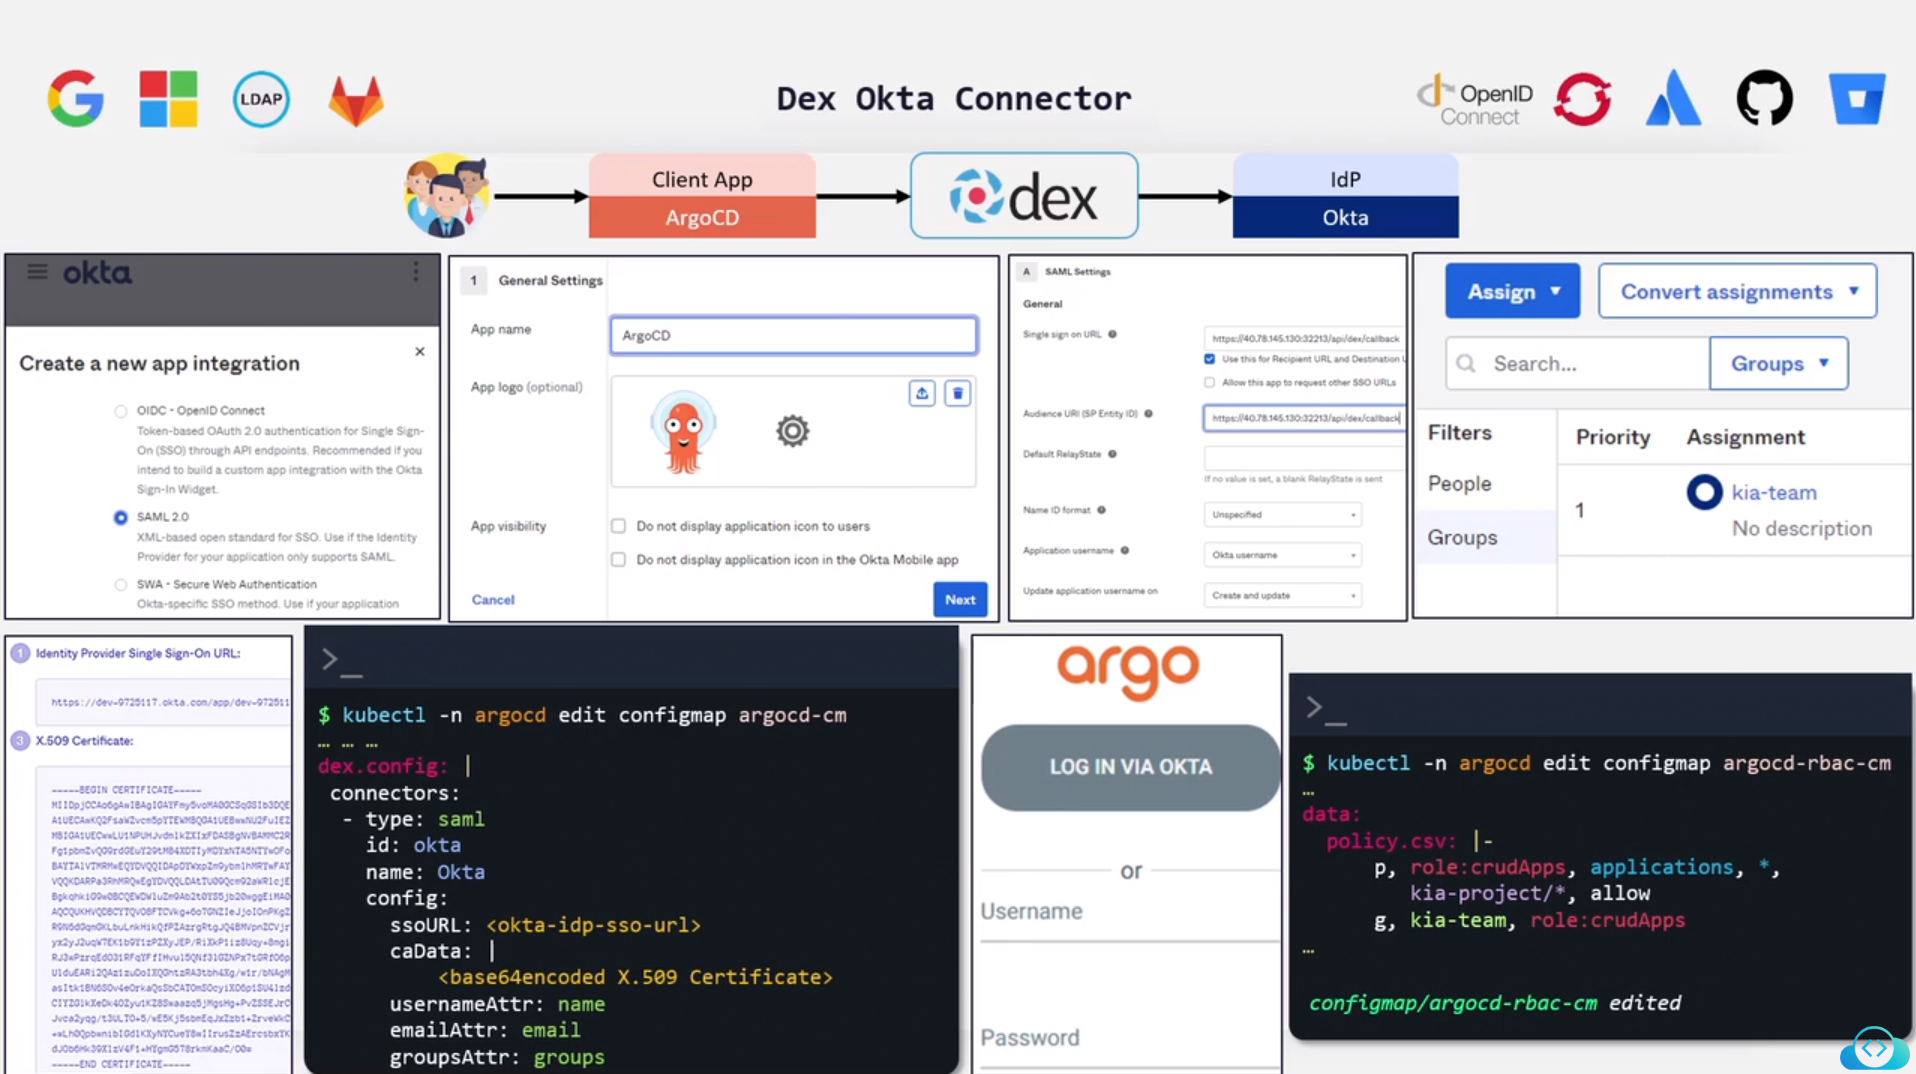 LDAP
Dex Okta Connector
OpenID
Connect
Client App
ArgoCD
dex
IdP
Okta
okta
Create a new app integration
OIDC - OpenID Connect
Token-based OAuth 2.0 authentication for Single Sign-
On (SSO) through API endpoints. Recommended if you
intend to build a custom app integration with the Okta
Sign-In Widget.
SAML 2.0
XML-based open standard for SSO. Use if the Identity
Provider for your application only supports SAML.
SWA - Secure Web Authentication
Okta-specific SSO method. Use if your application
1 General Settings
App name
ArgoCD
App logo (optional)
App visibility
Do not display application icon to users
Do not display application icon in the Okta Mobile app
Cancel
Next
A SAML Settings
General
Single sign on URL
https://40.78.145.130:32213/api/dex/callback
Use this for Recipient URL and Destination U
Allow this app to request other SSO URLs
Audience URI (SP Entity ID)
https://40.78.145.130:32213/api/dex/callback
Default RelayState
If no value is set, a blank RelayState is sent
Name ID format
Unspecified
Application username
Okta username
Update application username on
Create and update
Assign
Convert assignments
Search...
Groups
Filters
Priority
Assignment
People
Groups
1
kia-team
No description
1 Identity Provider Single Sign-On URL:
https://dev-9725117.okta.com/app/dev-972511
3 X.509 Certificate:
-----BEGIN CERTIFICATE-----
-----END CERTIFICATE-----
>_
$ kubectl -n argocd edit configmap argocd-cm
… … …
dex.config: |
connectors:
- type: saml
id: okta
name: Okta
config:
ssoURL: <okta-idp-sso-url>
caData: |
<base64encoded X.509 Certificate>
usernameAttr: name
emailAttr: email
groupsAttr: groups
argo
LOG IN VIA OKTA
or
Username
Password
>_
$ kubectl -n argocd edit configmap argocd-rbac-cm
…
data:
policy.csv: |-
p, role:crudApps, applications, *,
kia-project/*, allow
g, kia-team, role:crudApps
…
configmap/argocd-rbac-cm edited